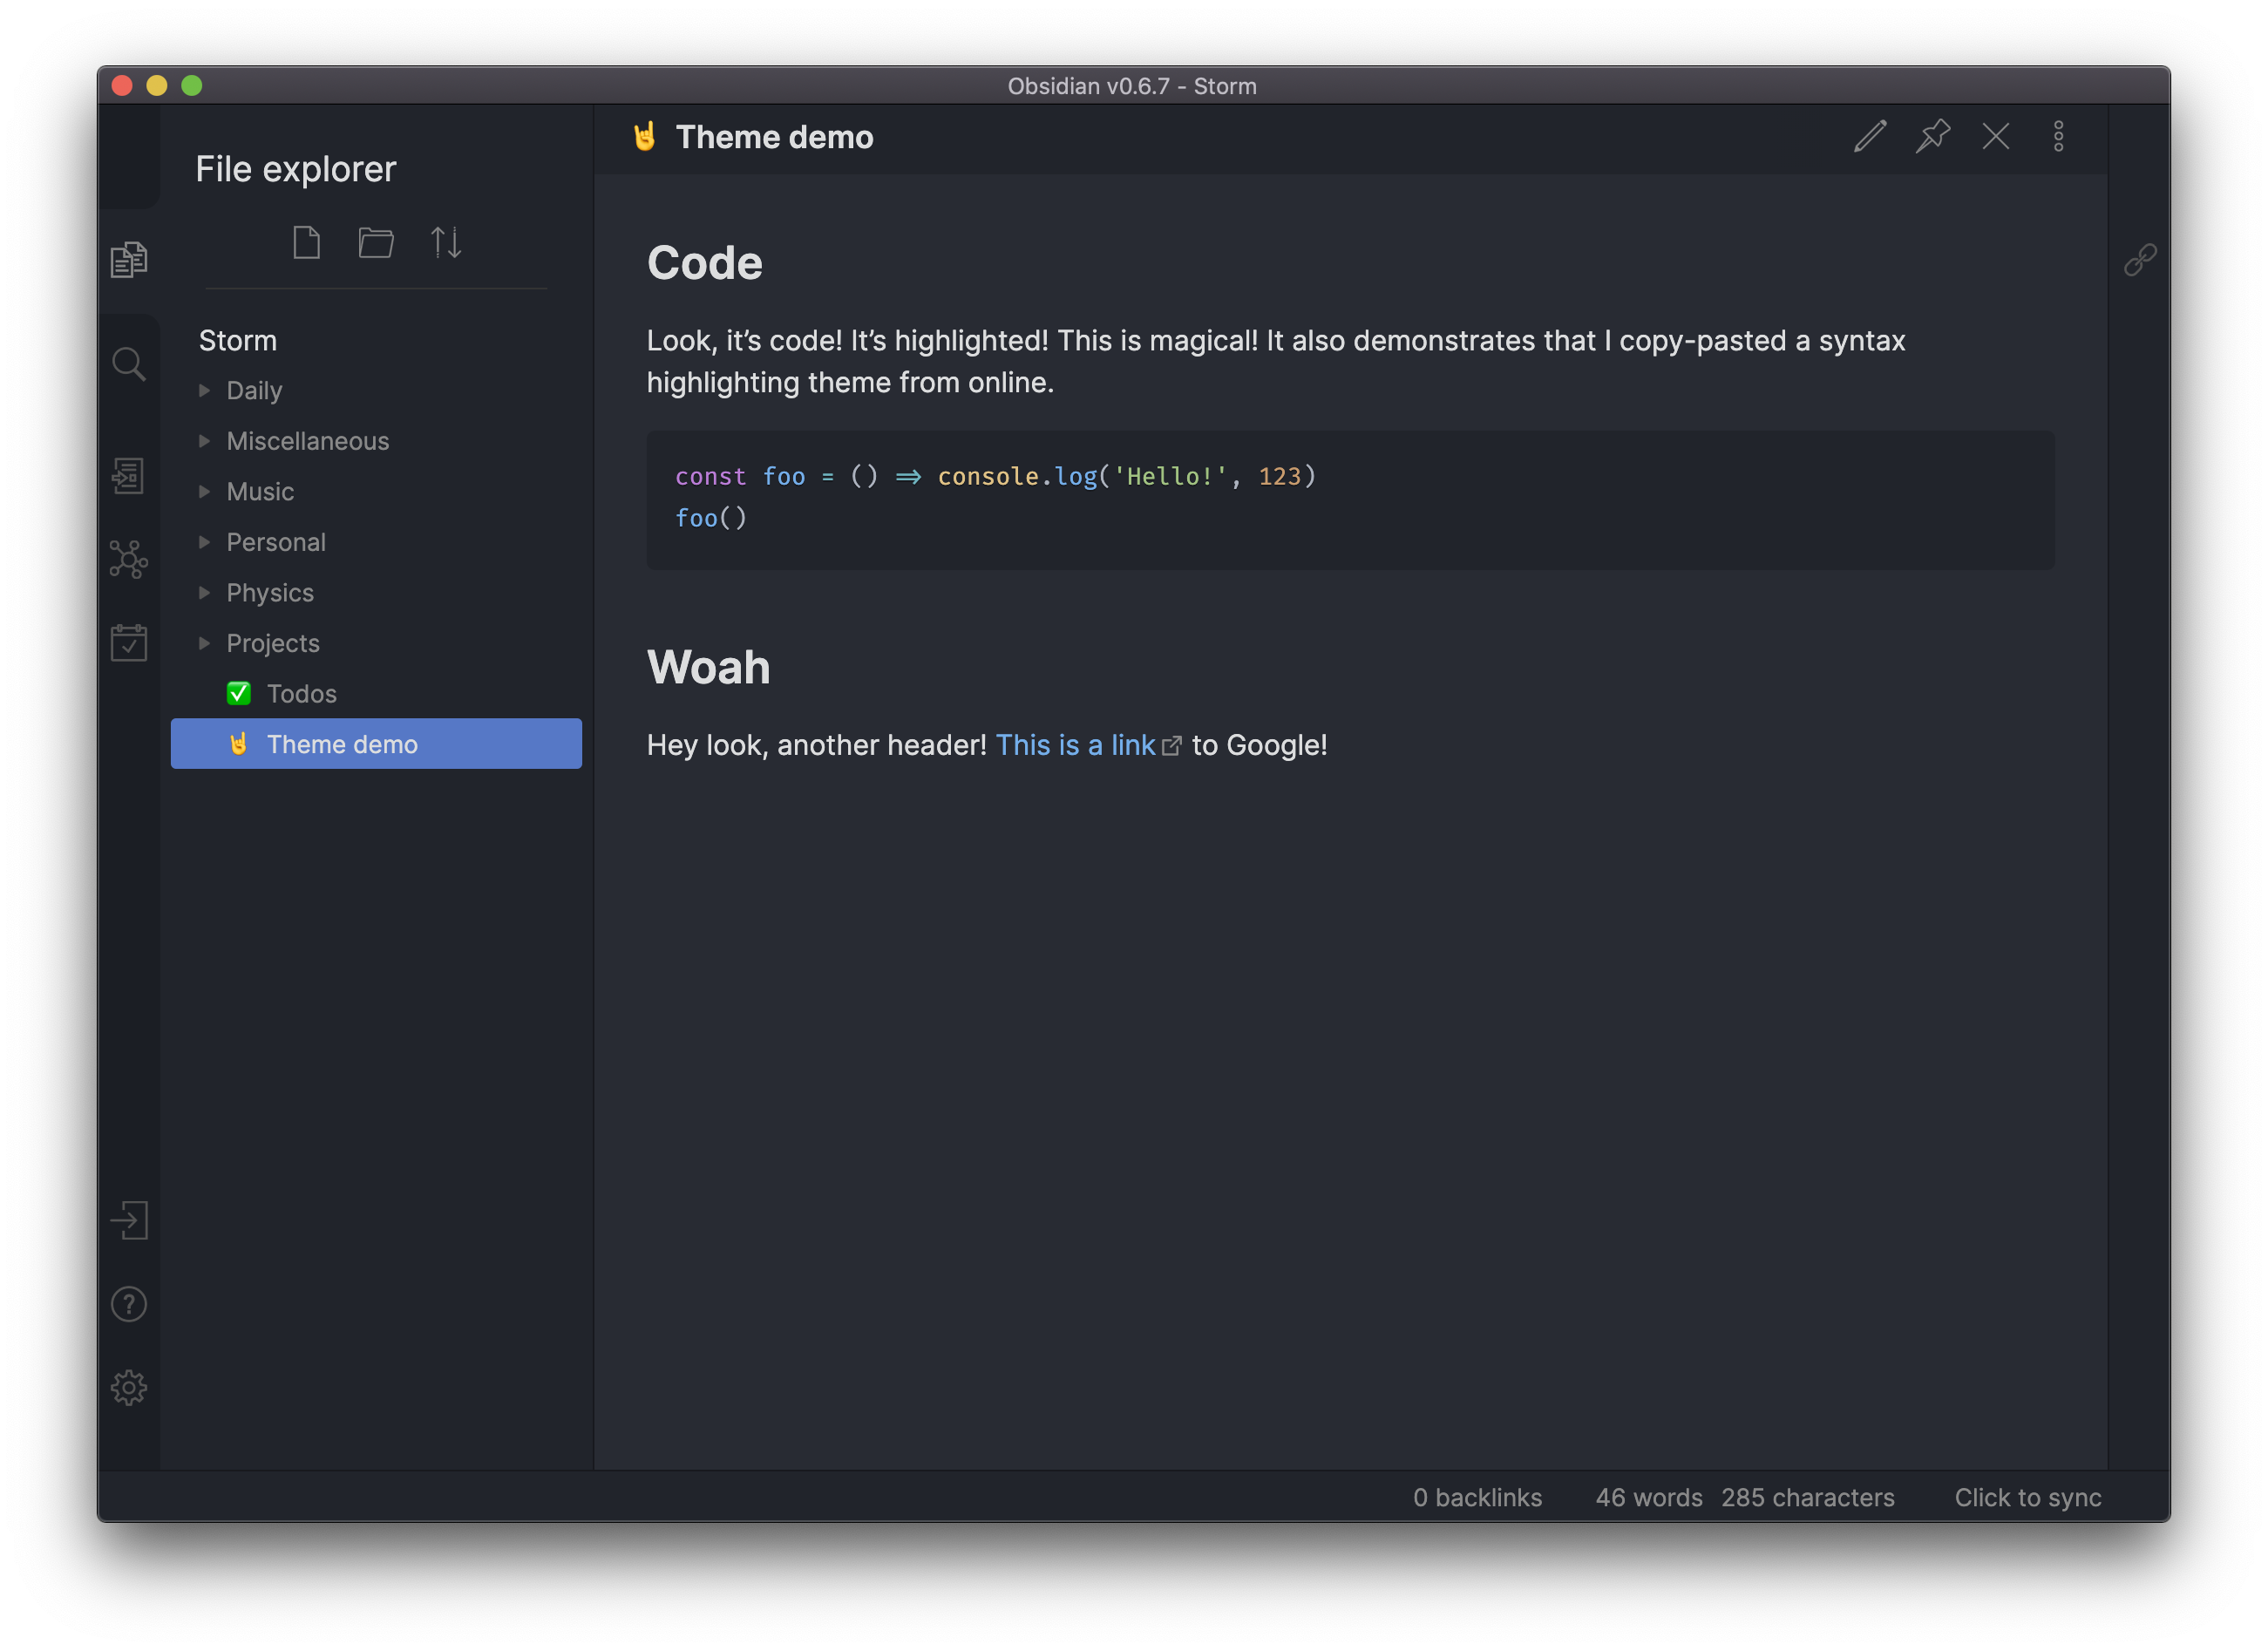 Obsidian v0.6.7 - Storm
File explorer
Storm
Daily
Miscellaneous
Music
Personal
Physics
Projects
✅ Todos
🤘 Theme demo
🤘 Theme demo
Code
Look, it’s code! It’s highlighted! This is magical! It also demonstrates that I copy-pasted a syntax
highlighting theme from online.
const foo = () => console.log('Hello!', 123)
foo()
Woah
Hey look, another header! This is a link to Google!
0 backlinks 46 words 285 characters Click to sync